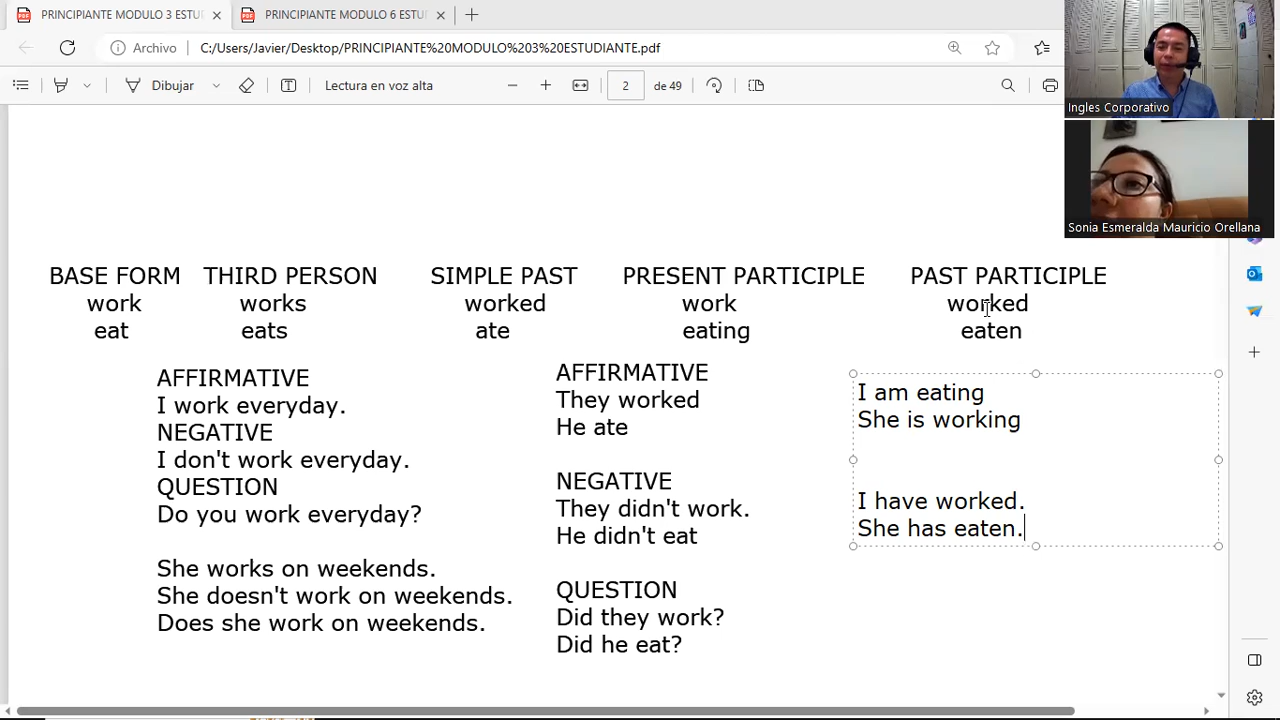 PRINCIPIANTE MODULO 3 ESTU
PRINCIPIANTE MODULO 6 ESTU
Archivo
C:/Users/Javier/Desktop/PRINCIPIANTE%20MODULO%203%20ESTUDIANTE.pdf
Dibujar
Lectura en voz alta
2
de 49
Ingles Corporativo
Sonia Esmeralda Mauricio Orellana
BASE FORM THIRD PERSON SIMPLE PAST PRESENT PARTICIPLE PAST PARTICIPLE
work works worked work worked
eat eats ate eating eaten
AFFIRMATIVE
I work everyday.
NEGATIVE
I don't work everyday.
QUESTION
Do you work everyday?
She works on weekends.
She doesn't work on weekends.
Does she work on weekends.
AFFIRMATIVE
They worked
He ate
NEGATIVE
They didn't work.
He didn't eat
QUESTION
Did they work?
Did he eat?
I am eating
She is working
I have worked.
She has eaten.